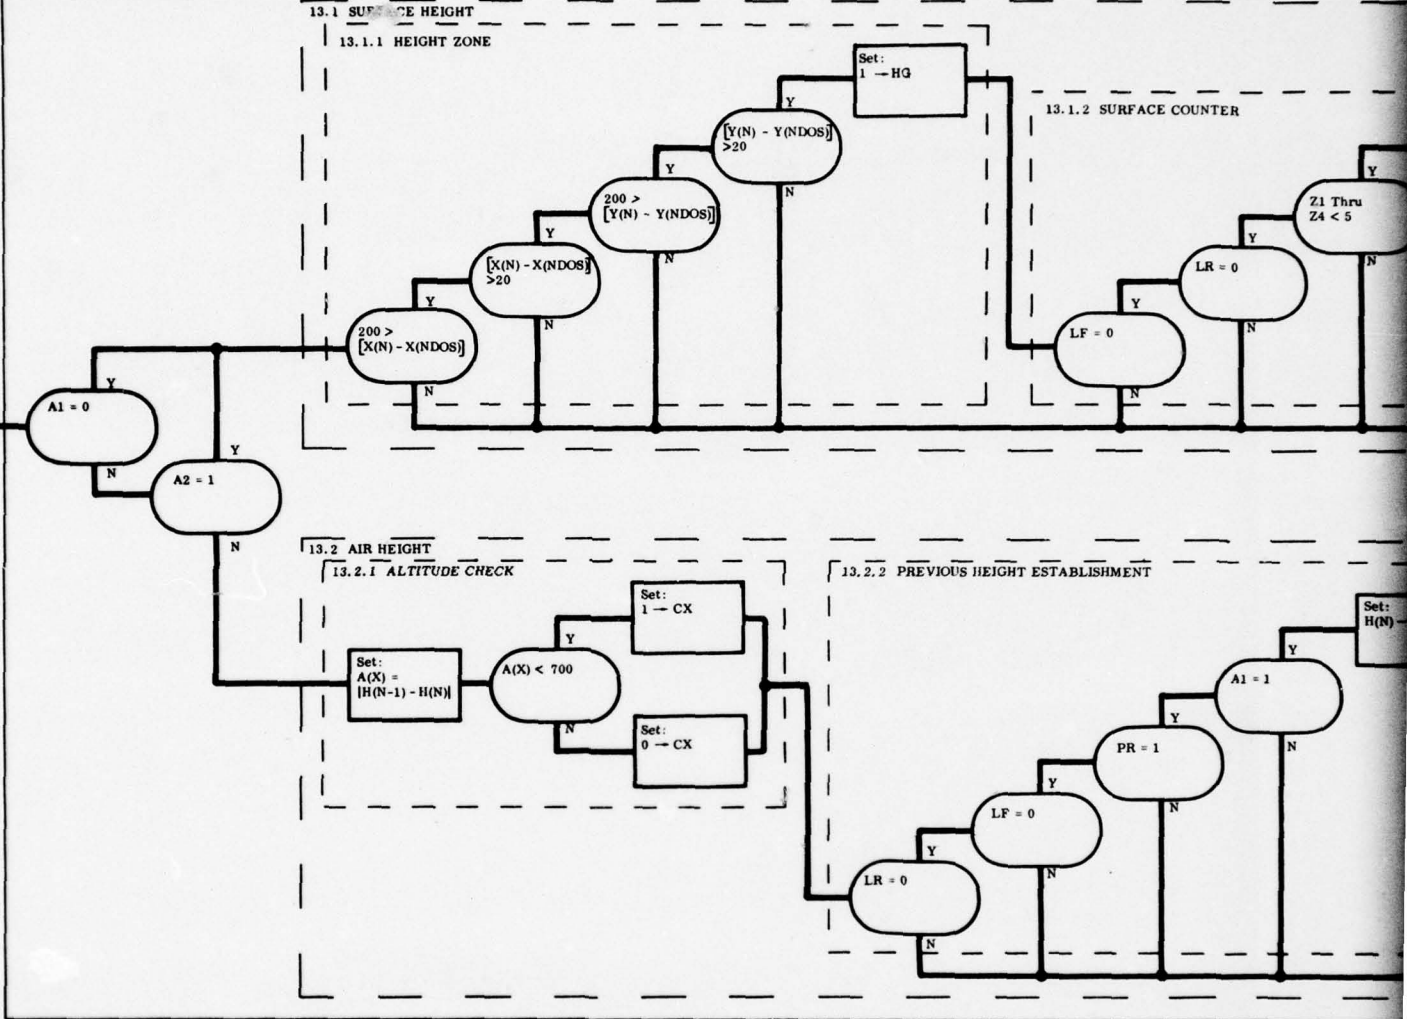 13.1 SURFACE HEIGHT
13.1.1 HEIGHT ZONE
Set:
1 → HG
Y
[Y(N) - Y(NDOS)]
>20
N
Y
200 >
[Y(N) - Y(NDOS)]
N
Y
[X(N) - X(NDOS)]
>20
N
Y
200 >
[X(N) - X(NDOS)]
N
13.1.2 SURFACE COUNTER
Y
Z1 Thru
Z4 < 5
N
Y
LR = 0
N
Y
LF = 0
N
Y
A1 = 0
N
Y
A2 = 1
N
13.2 AIR HEIGHT
13.2.1 ALTITUDE CHECK
Set:
1 → CX
Y
Set:
A(X) =
|H(N-1) - H(N)|
A(X) < 700
N
Set:
0 → CX
13.2.2 PREVIOUS HEIGHT ESTABLISHMENT
Set:
H(N) →
Y
A1 = 1
N
Y
PR = 1
N
Y
LF = 0
N
Y
LR = 0
N